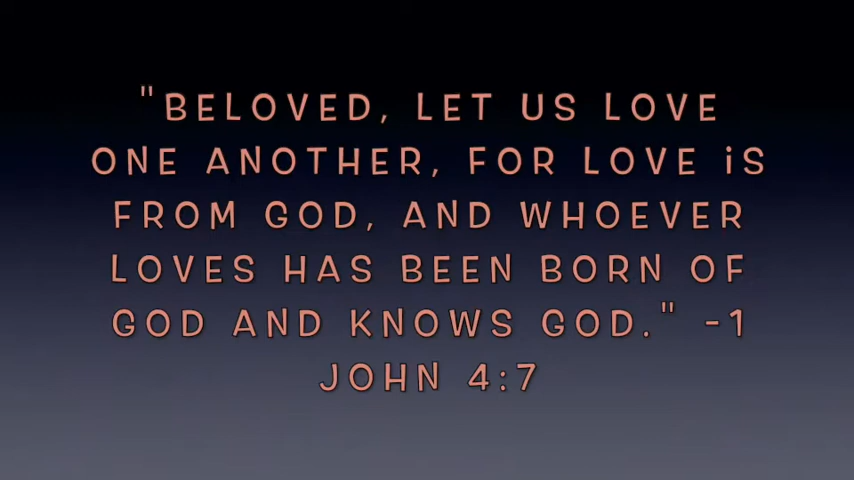 "BELOVED, LET US LOVE
ONE ANOTHER, FOR LOVE iS
FROM GOD, AND WHOEVER
LOVES HAS BEEN BORN OF
GOD AND KNOWS GOD." -1
JOHN 4:7